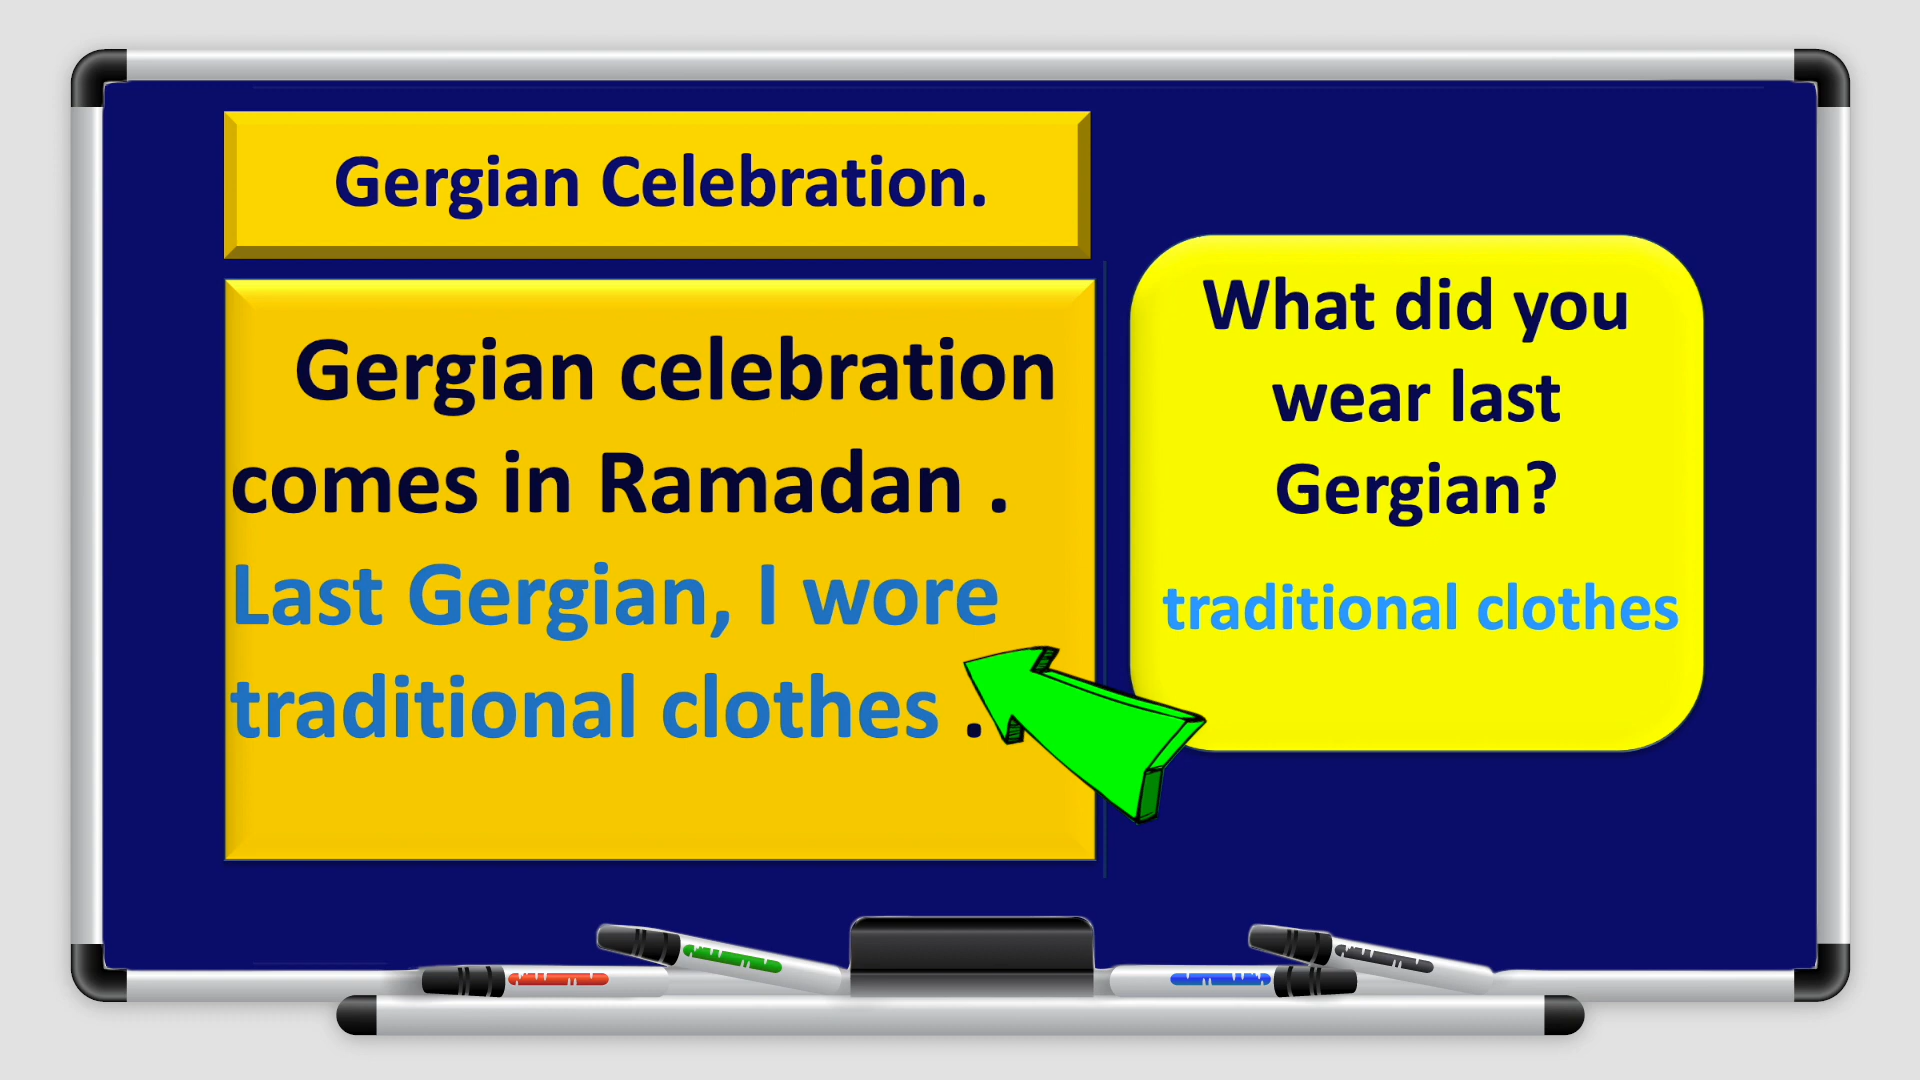 Gergian Celebration.
Gergian celebration
comes in Ramadan .
Last Gergian, I wore
traditional clothes .
What did you
wear last
Gergian?
traditional clothes